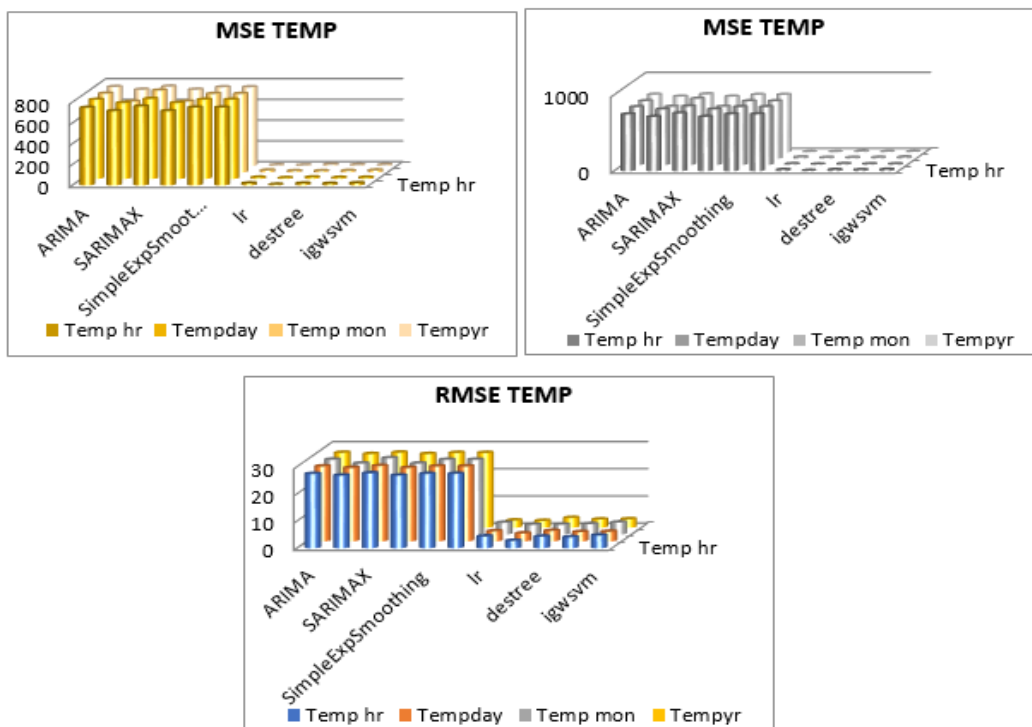 MSE TEMP
800
600
400
200
0
ARIMA
SARIMAX
SimpleExpSmoot...
lr
destree
igwsvm
Temp hr
Temp hr Tempday Temp mon Tempyr
MSE TEMP
1000
0
ARIMA
SARIMAX
SimpleExpSmoothing
lr
destree
igwsvm
Temp hr
Temp hr Tempday Temp mon Tempyr
RMSE TEMP
30
20
10
0
ARIMA
SARIMAX
SimpleExpSmoothing
lr
destree
igwsvm
Temp hr
Temp hr Tempday Temp mon Tempyr